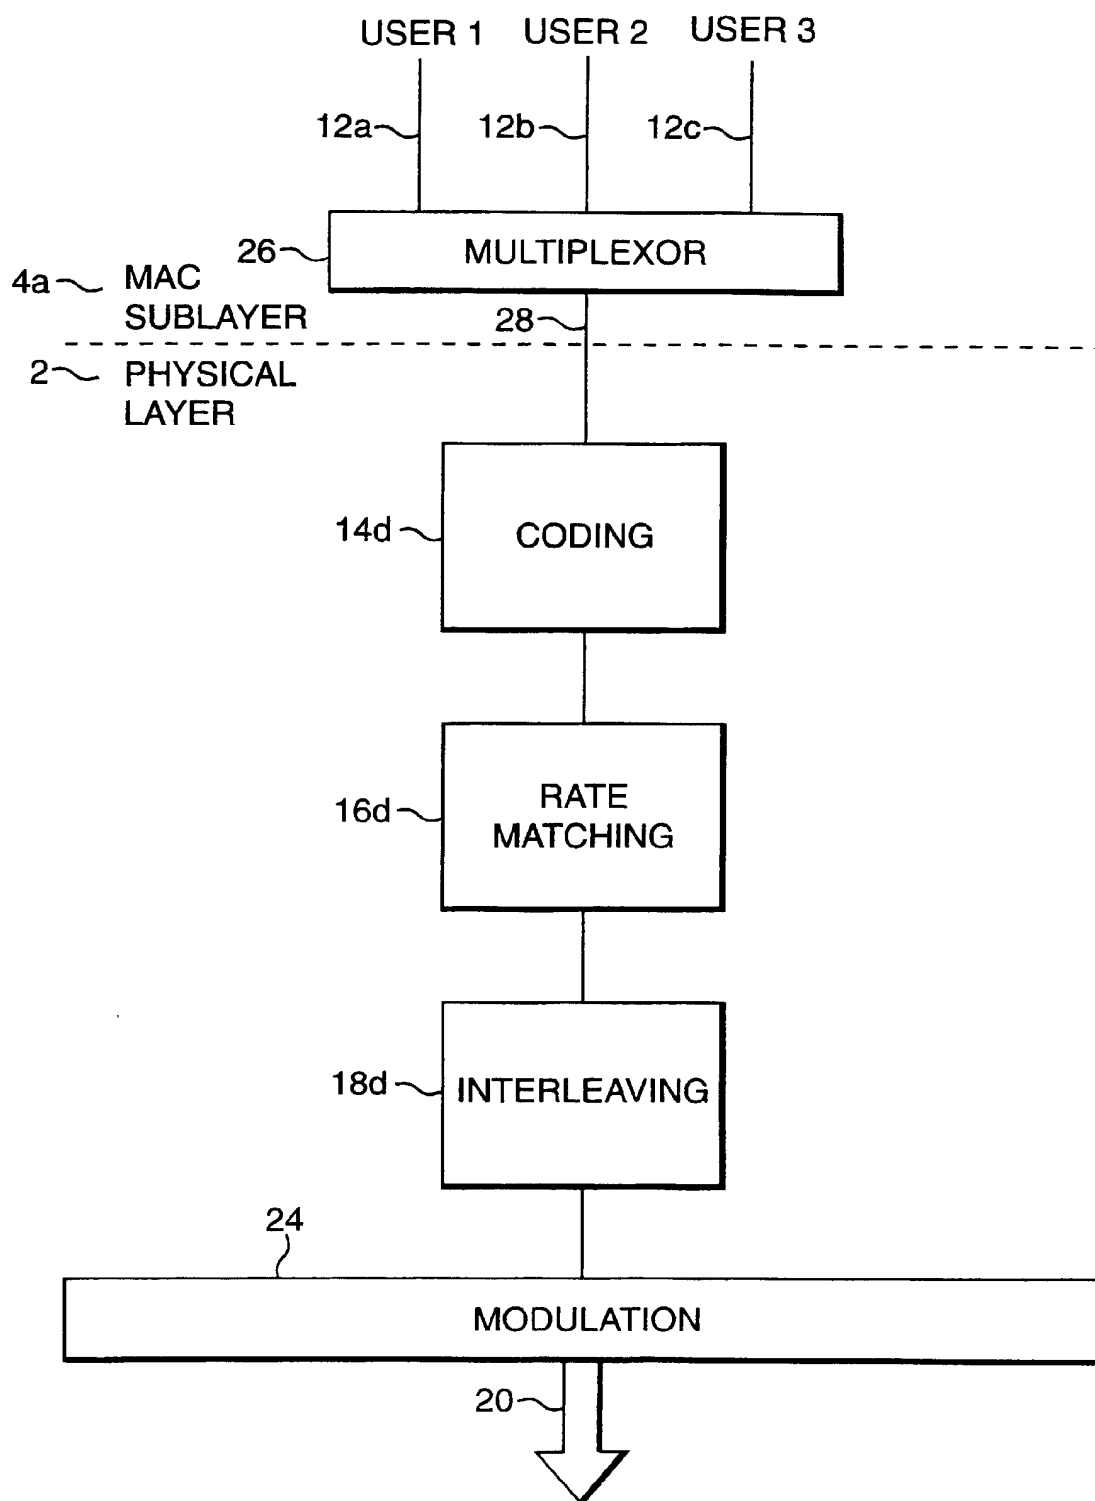 USER 1 USER 2 USER 3
12a 12b 12c
26 MULTIPLEXOR
4a MAC
SUBLAYER
28
2 PHYSICAL
LAYER
14d CODING
16d RATE
MATCHING
18d INTERLEAVING
24
MODULATION
20